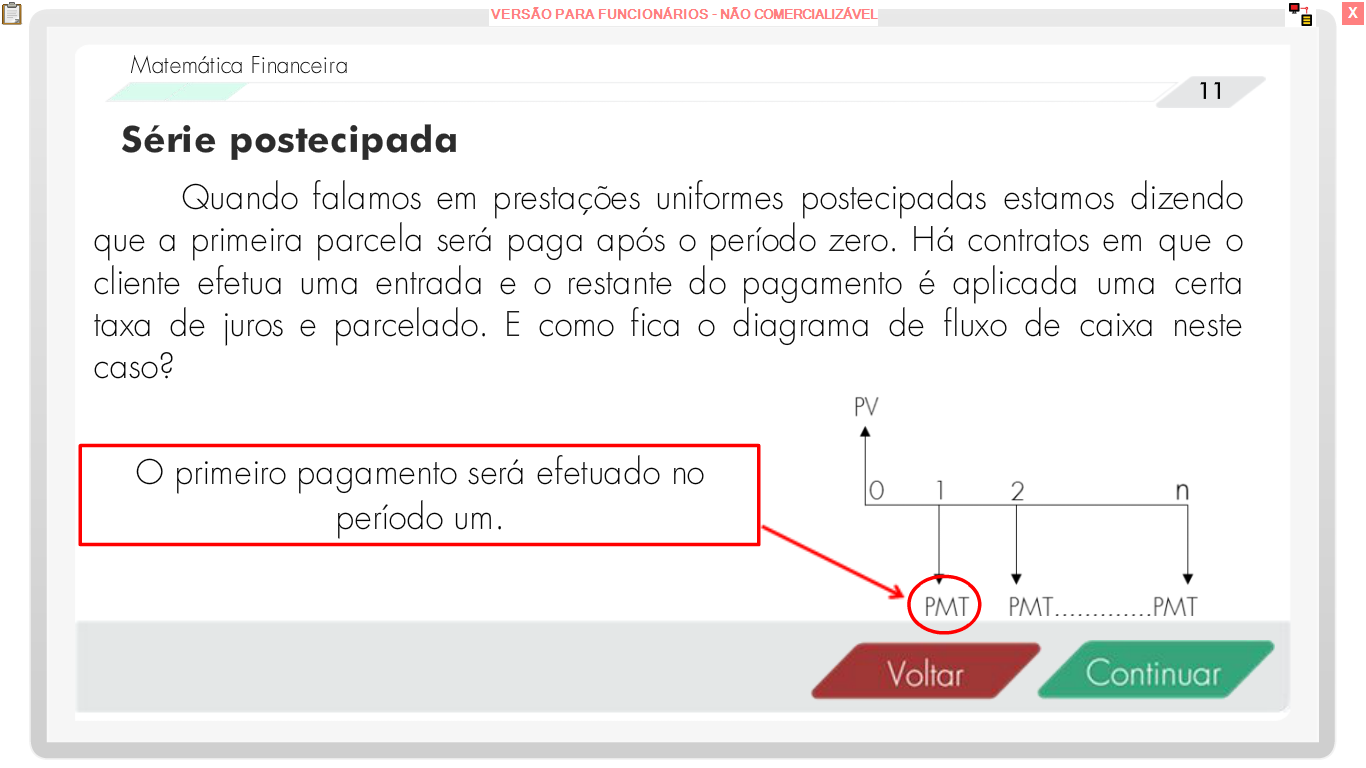 VERSÃO PARA FUNCIONÁRIOS - NÃO COMERCIALIZÁVEL
X
Matemática Financeira
11
Série postecipada
Quando falamos em prestações uniformes postecipadas estamos dizendo
que a primeira parcela será paga após o período zero. Há contratos em que o
cliente efetua uma entrada e o restante do pagamento é aplicada uma certa
taxa de juros e parcelado. E como fica o diagrama de fluxo de caixa neste
caso?
PV
O primeiro pagamento será efetuado no
período um.
0 1 2 n
PMT PMT.............PMT
Voltar Continuar